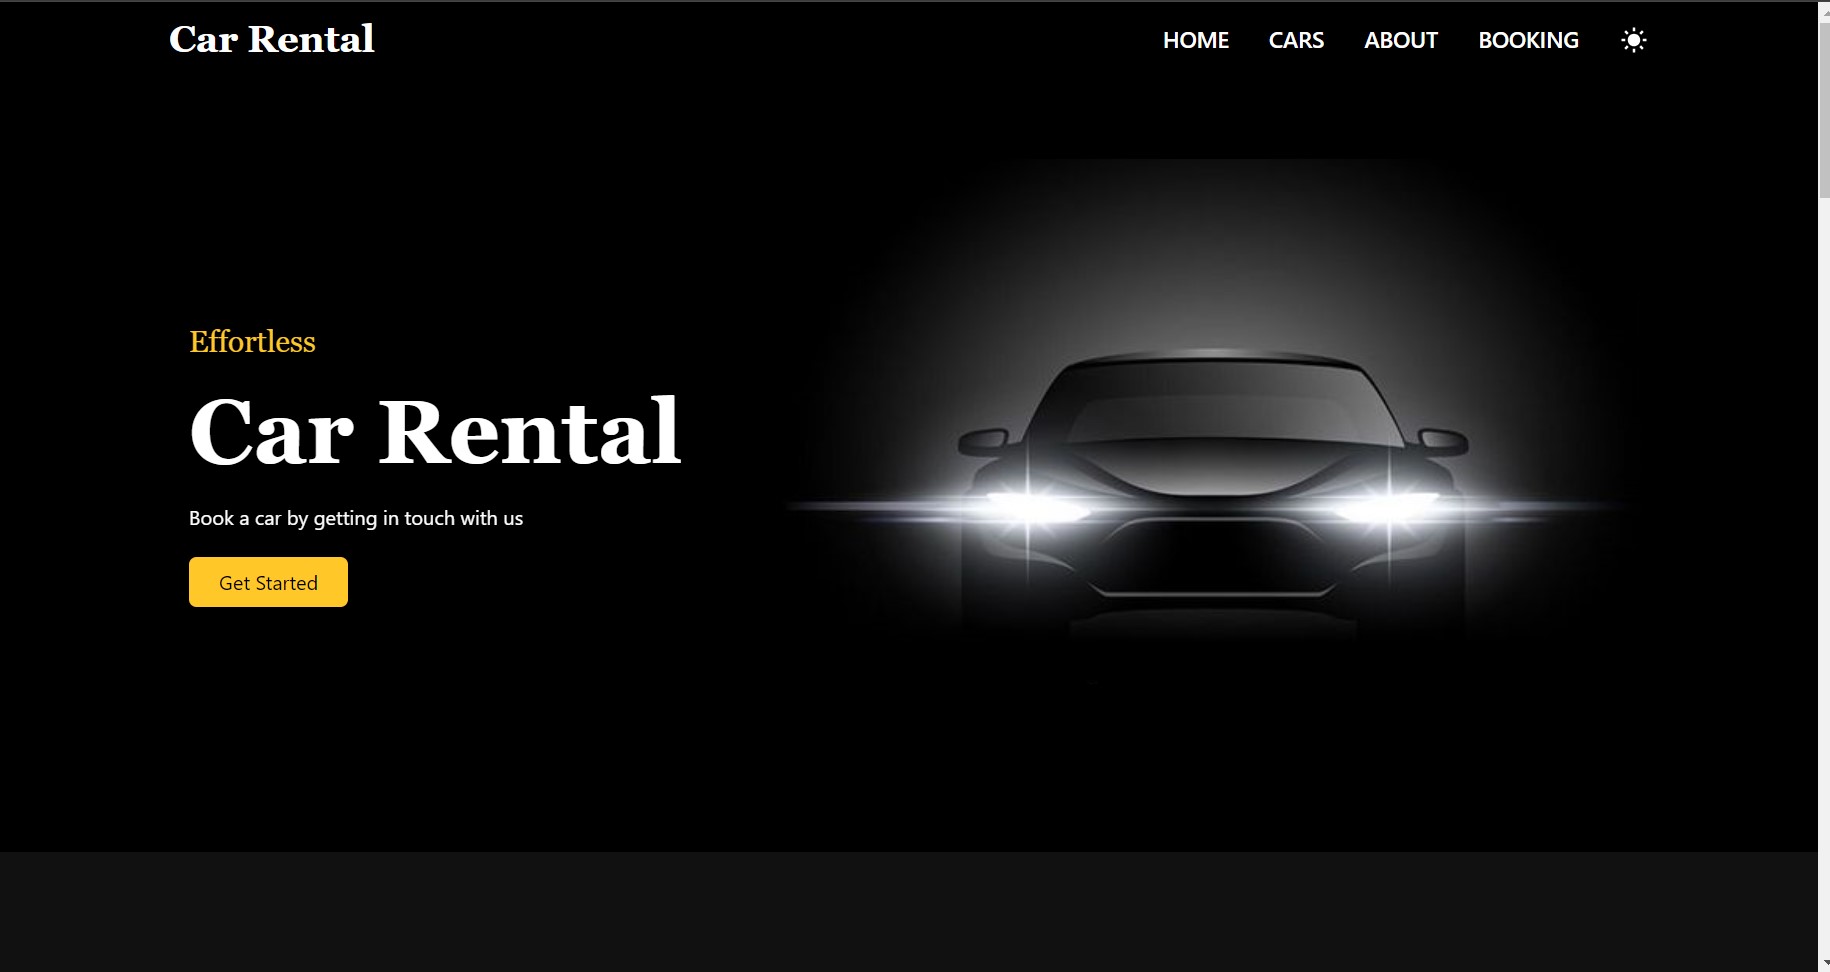 Car Rental
HOME CARS ABOUT BOOKING
Effortless
Car Rental
Book a car by getting in touch with us
Get Started